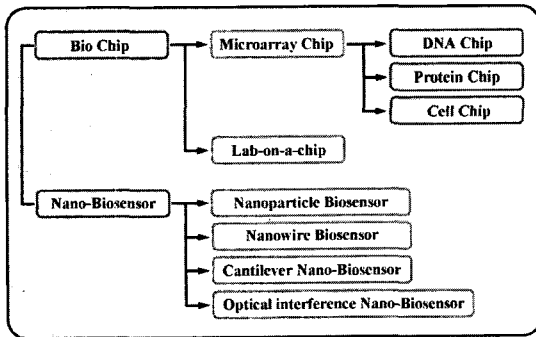 Bio Chip
Microarray Chip
DNA Chip
Protein Chip
Cell Chip
Lab-on-a-chip
Nano-Biosensor
Nanoparticle Biosensor
Nanowire Biosensor
Cantilever Nano-Biosensor
Optical interference Nano-Biosensor